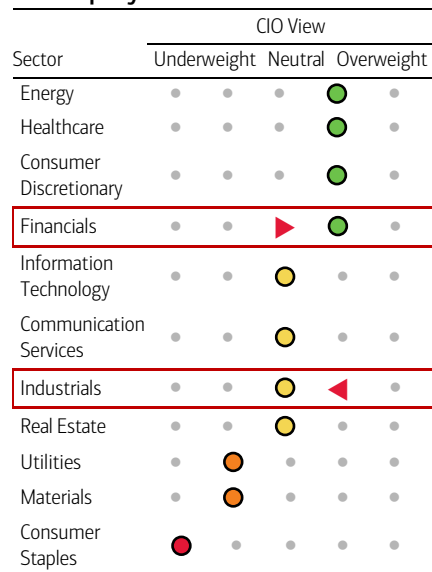 CIO View
Sector Underweight Neutral Overweight
Energy
Healthcare
Consumer
Discretionary
Financials
Information
Technology
Communication
Services
Industrials
Real Estate
Utilities
Materials
Consumer
Staples